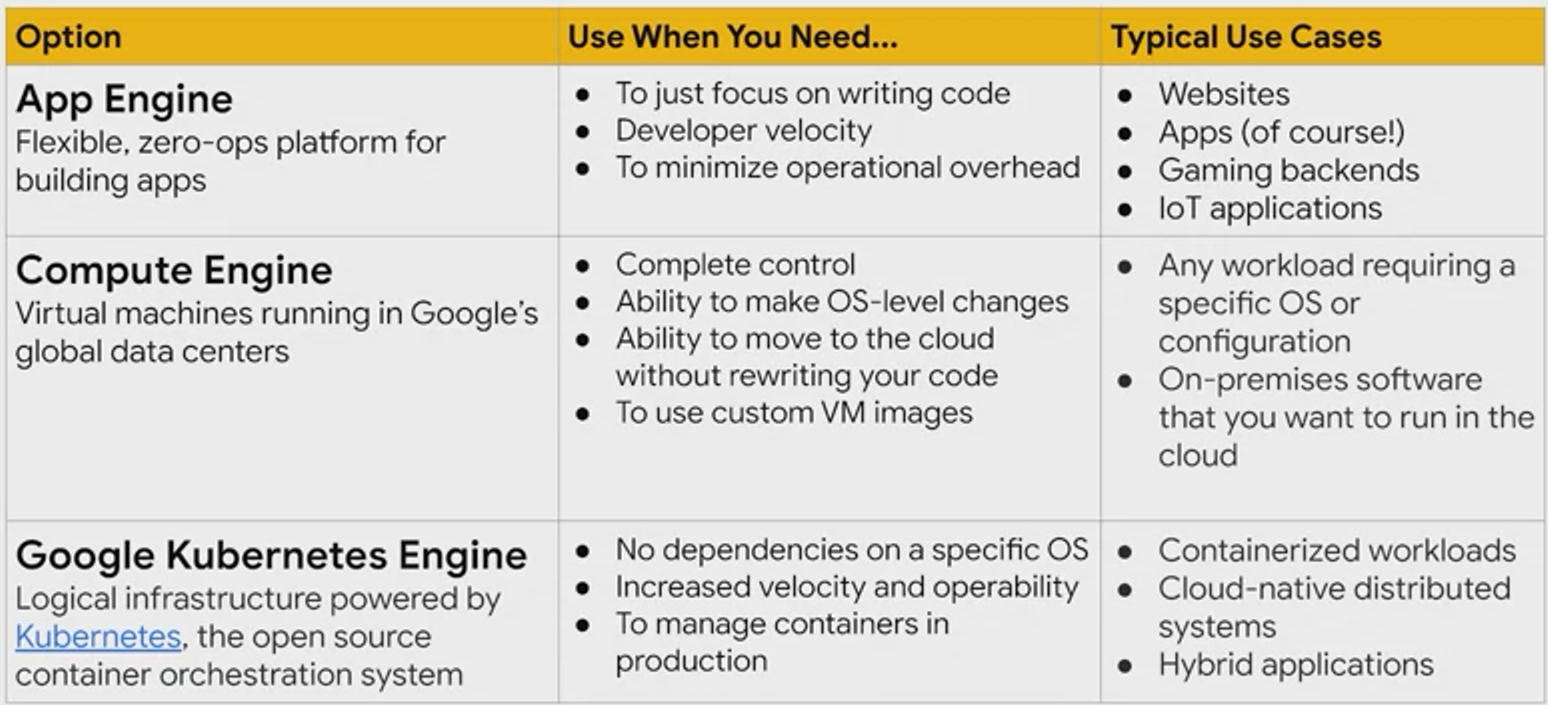 Option
Use When You Need...
Typical Use Cases
App Engine
Flexible, zero-ops platform for
building apps
● To just focus on writing code
● Developer velocity
● To minimize operational overhead
● Websites
● Apps (of course!)
● Gaming backends
● IoT applications
Compute Engine
Virtual machines running in Google's
global data centers
● Complete control
● Ability to make OS-level changes
● Ability to move to the cloud
without rewriting your code
● To use custom VM images
● Any workload requiring a
specific OS or
configuration
● On-premises software
that you want to run in the
cloud
Google Kubernetes Engine
Logical infrastructure powered by
Kubernetes, the open source
container orchestration system
● No dependencies on a specific OS
● Increased velocity and operability
● To manage containers in
production
● Containerized workloads
● Cloud-native distributed
systems
● Hybrid applications